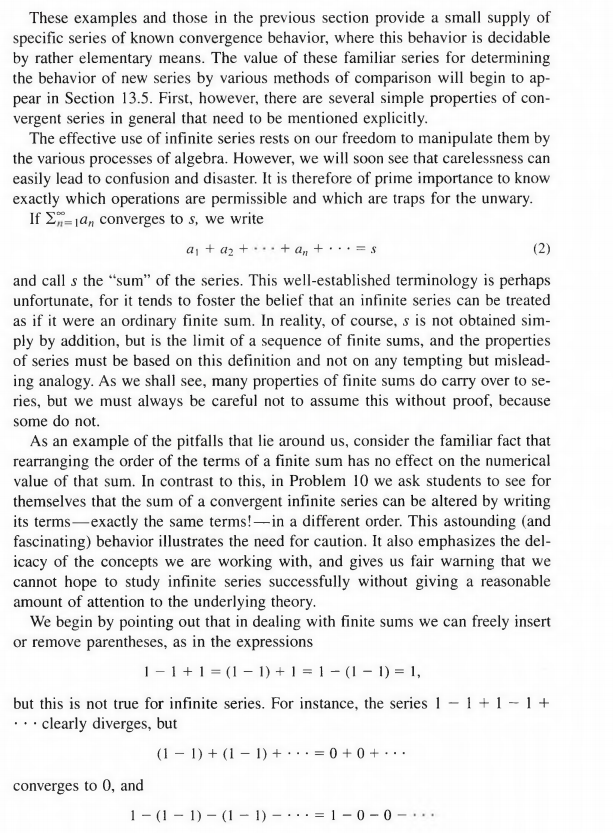 These examples and those in the previous section provide a small supply of
specific series of known convergence behavior, where this behavior is decidable
by rather elementary means. The value of these familiar series for determining
the behavior of new series by various methods of comparison will begin to ap-
pear in Section 13.5. First, however, there are several simple properties of con-
vergent series in general that need to be mentioned explicitly.
The effective use of infinite series rests on our freedom to manipulate them by
the various processes of algebra. However, we will soon see that carelessness can
easily lead to confusion and disaster. It is therefore of prime importance to know
exactly which operations are permissible and which are traps for the unwary.
If Σ∞n=1 an converges to s, we write
a1 + a2 + · · · + an + · · · = s (2)
and call s the “sum” of the series. This well-established terminology is perhaps
unfortunate, for it tends to foster the belief that an infinite series can be treated
as if it were an ordinary finite sum. In reality, of course, s is not obtained sim-
ply by addition, but is the limit of a sequence of finite sums, and the properties
of series must be based on this definition and not on any tempting but mislead-
ing analogy. As we shall see, many properties of finite sums do carry over to se-
ries, but we must always be careful not to assume this without proof, because
some do not.
As an example of the pitfalls that lie around us, consider the familiar fact that
rearranging the order of the terms of a finite sum has no effect on the numerical
value of that sum. In contrast to this, in Problem 10 we ask students to see for
themselves that the sum of a convergent infinite series can be altered by writing
its terms—exactly the same terms!—in a different order. This astounding (and
fascinating) behavior illustrates the need for caution. It also emphasizes the del-
icacy of the concepts we are working with, and gives us fair warning that we
cannot hope to study infinite series successfully without giving a reasonable
amount of attention to the underlying theory.
We begin by pointing out that in dealing with finite sums we can freely insert
or remove parentheses, as in the expressions
1 − 1 + 1 = (1 − 1) + 1 = 1 − (1 − 1) = 1,
but this is not true for infinite series. For instance, the series 1 − 1 + 1 − 1 +
· · · clearly diverges, but
(1 − 1) + (1 − 1) + · · · = 0 + 0 + · · ·
converges to 0, and
1 − (1 − 1) − (1 − 1) − · · · = 1 − 0 − 0 − · · ·